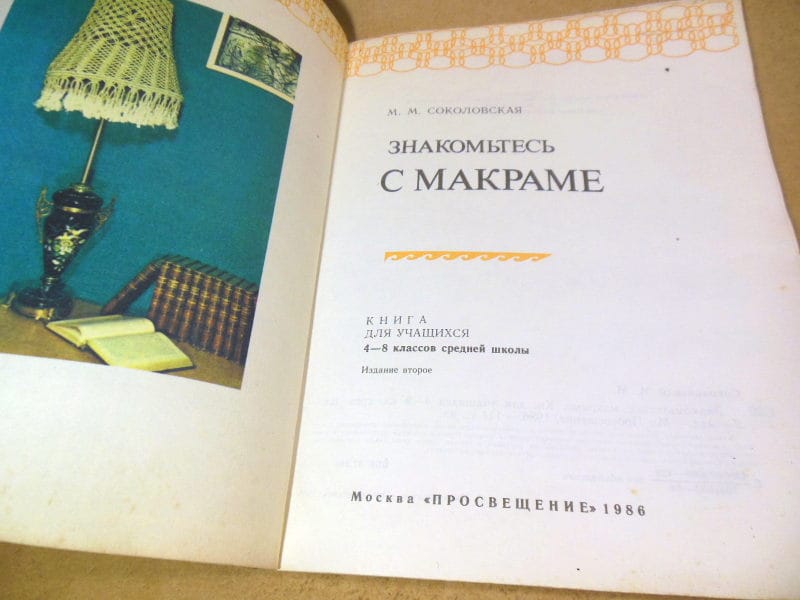 М. М. СОКОЛОВСКАЯ
ЗНАКОМЬТЕСЬ
С МАКРАМЕ
КНИГА
ДЛЯ УЧАЩИХСЯ
4—8 классов средней школы
Издание второе
Москва «ПРОСВЕЩЕНИЕ» 1986